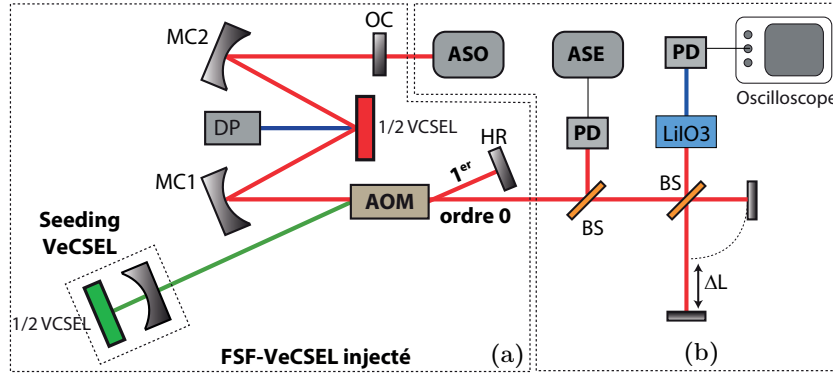 OC
MC2
ASO
ASE
PD
Oscilloscope
DP
1/2 VCSEL
PD
LiIO3
HR
MC1
1er
BS
AOM
ordre 0
BS
Seeding
VeCSEL
ΔL
1/2 VCSEL
FSF-VeCSEL injecté
(a)
(b)